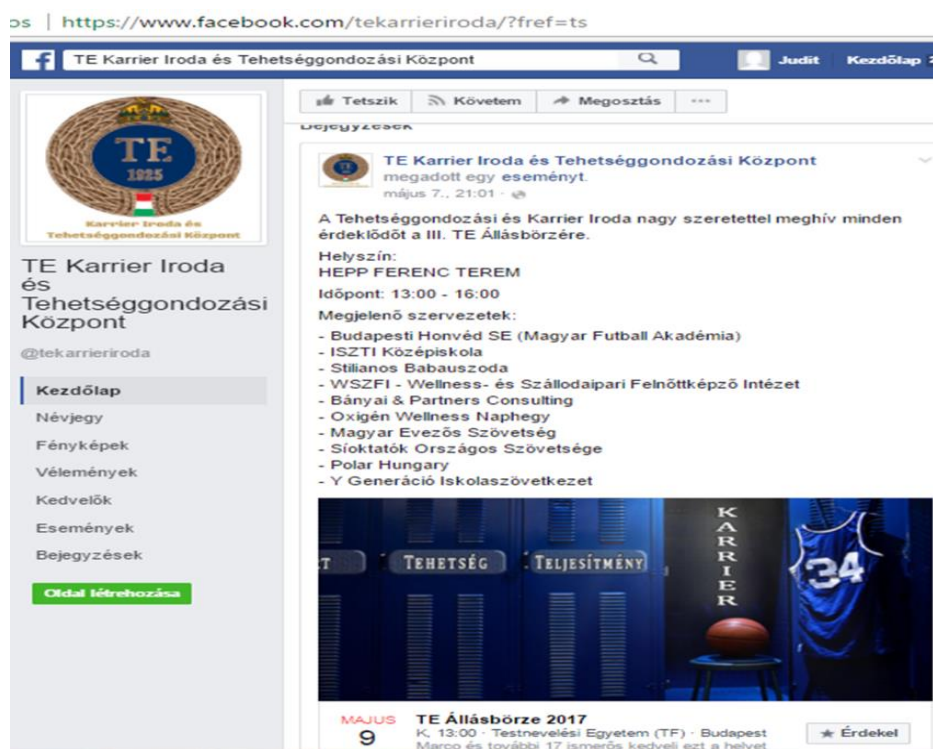 os | https://www.facebook.com/tekarrieriroda/?fref=ts
f TE Karrier Iroda és Tehetséggondozási Központ Judit Kezdőlap 2
TE
1925
Karrier Iroda és
Tehetséggondozási Központ
TE Karrier Iroda
és
Tehetséggondozási
Központ
@tekarrieriroda
Kezdőlap
Névjegy
Fényképek
Vélemények
Kedvelők
Események
Bejegyzések
Oldal létrehozása
Tetszik Követem Megosztás ...
Bejegyzések
TE Karrier Iroda és Tehetséggondozási Központ
megadott egy eseményt.
május 7., 21:01 ·
A Tehetséggondozási és Karrier Iroda nagy szeretettel meghív minden
érdeklődőt a III. TE Állásbörzére.
Helyszín:
HEPP FERENC TEREM
Időpont: 13:00 - 16:00
Megjelenő szervezetek:
- Budapesti Honvéd SE (Magyar Futball Akadémia)
- ISZTI Középiskola
- Stilianos Babauszoda
- WSZFI - Wellness- és Szállodaipari Felnőttképző Intézet
- Bányai & Partners Consulting
- Oxigén Wellness Naphegy
- Magyar Evezős Szövetség
- Síoktatók Országos Szövetsége
- Polar Hungary
- Y Generáció Iskolaszövetkezet
T TEHETSÉG TELJESÍTMÉNY
KARRIER
34
MÁJUS
9
TE Állásbörze 2017
K, 13:00 · Testnevelési Egyetem (TF) · Budapest
Marco és további 17 ismerős kedveli ezt a helyet
Érdekel